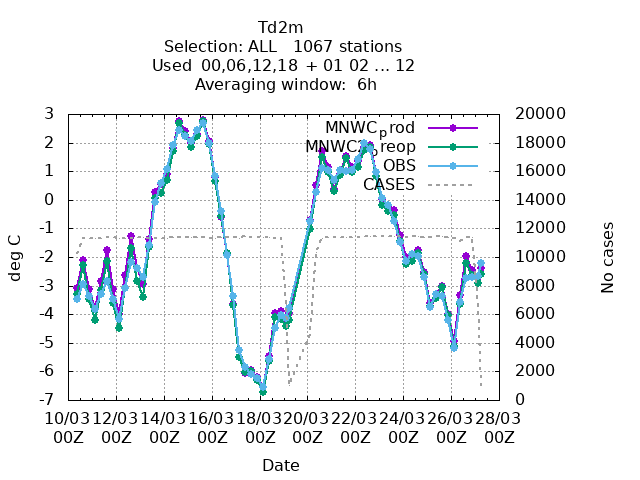 Td2m
Selection: ALL 1067 stations
Used 00,06,12,18 + 01 02 ... 12
Averaging window: 6h
deg C
3
2
1
0
-1
-2
-3
-4
-5
-6
-7
MNWC_prod
MNWC2_preop
OBS
CASES
20000
18000
16000
14000
12000
10000
8000
6000
4000
2000
0
No cases
10/03 12/03 14/03 16/03 18/03 20/03 22/03 24/03 26/03 28/03
00Z 00Z 00Z 00Z 00Z 00Z 00Z 00Z 00Z 00Z
Date